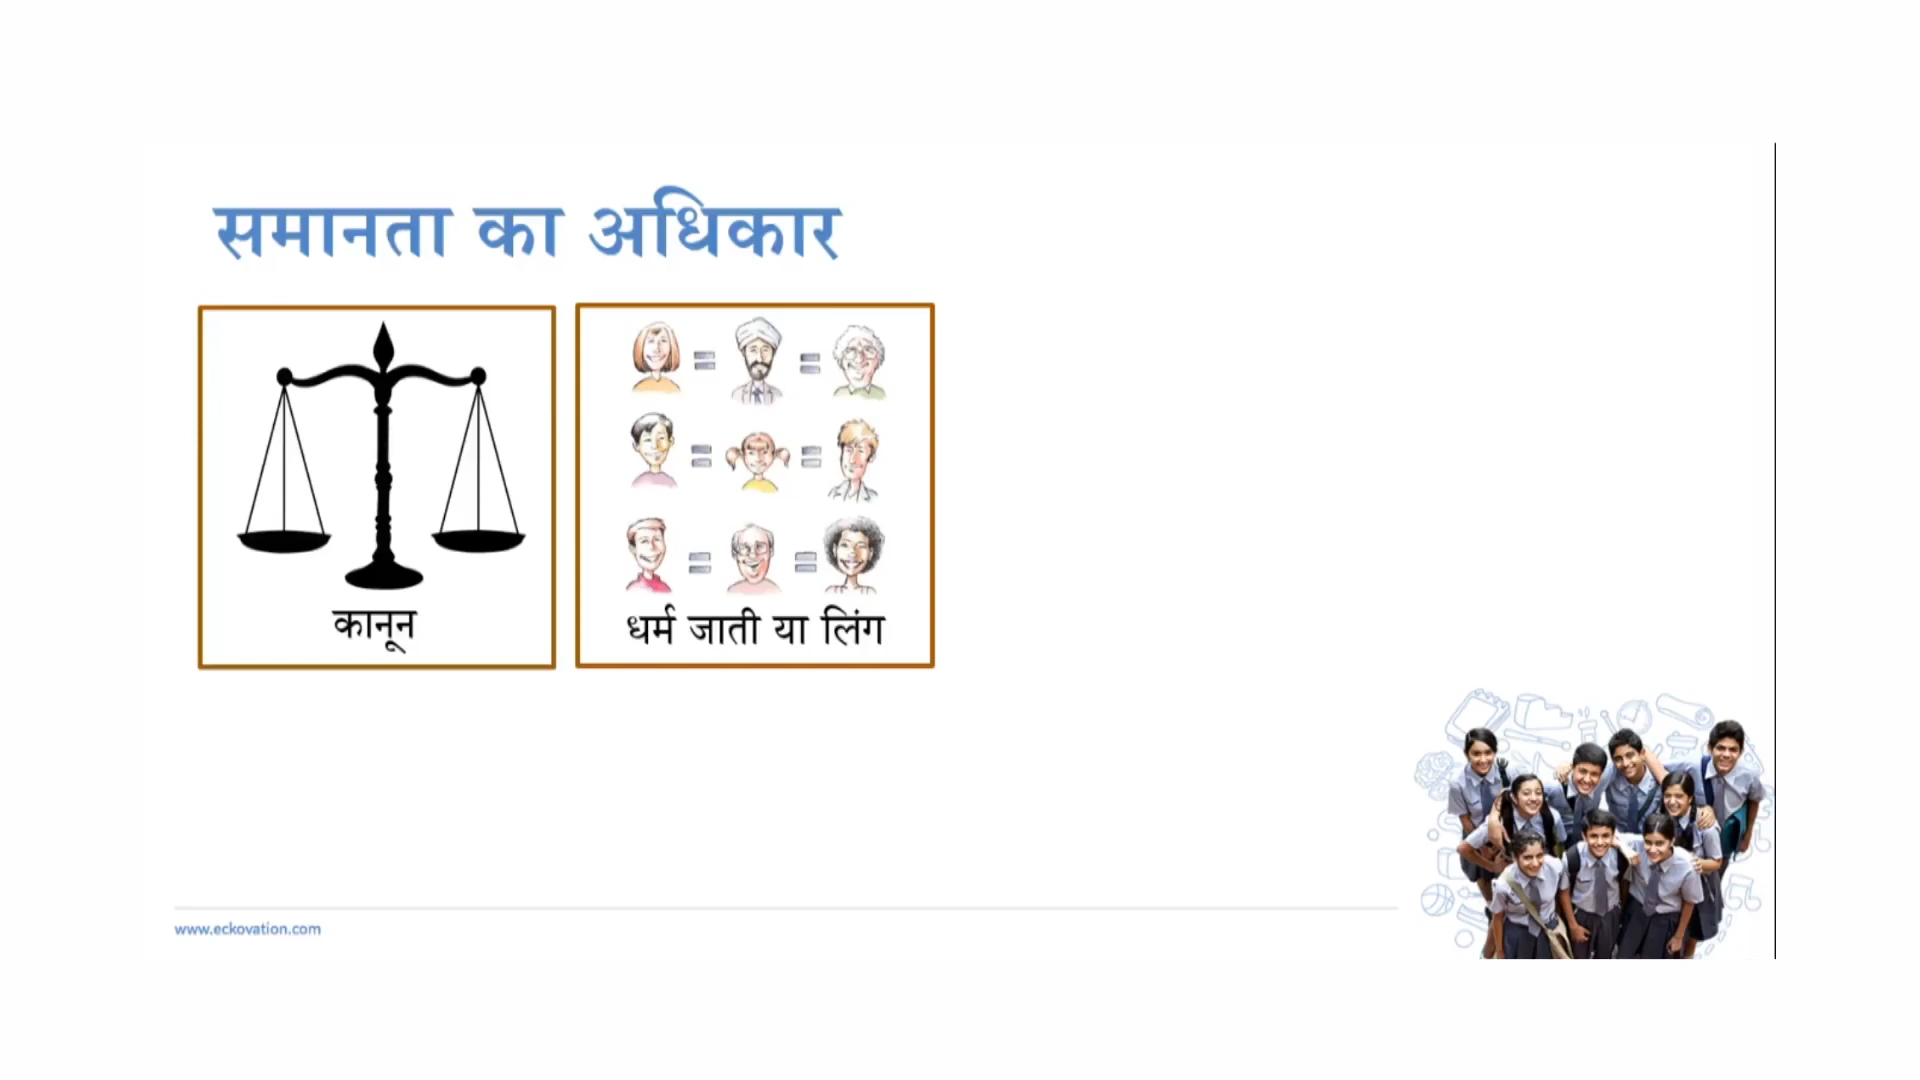 समानता का अधिकार
कानून
धर्म जाती या लिंग
www.eckovation.com